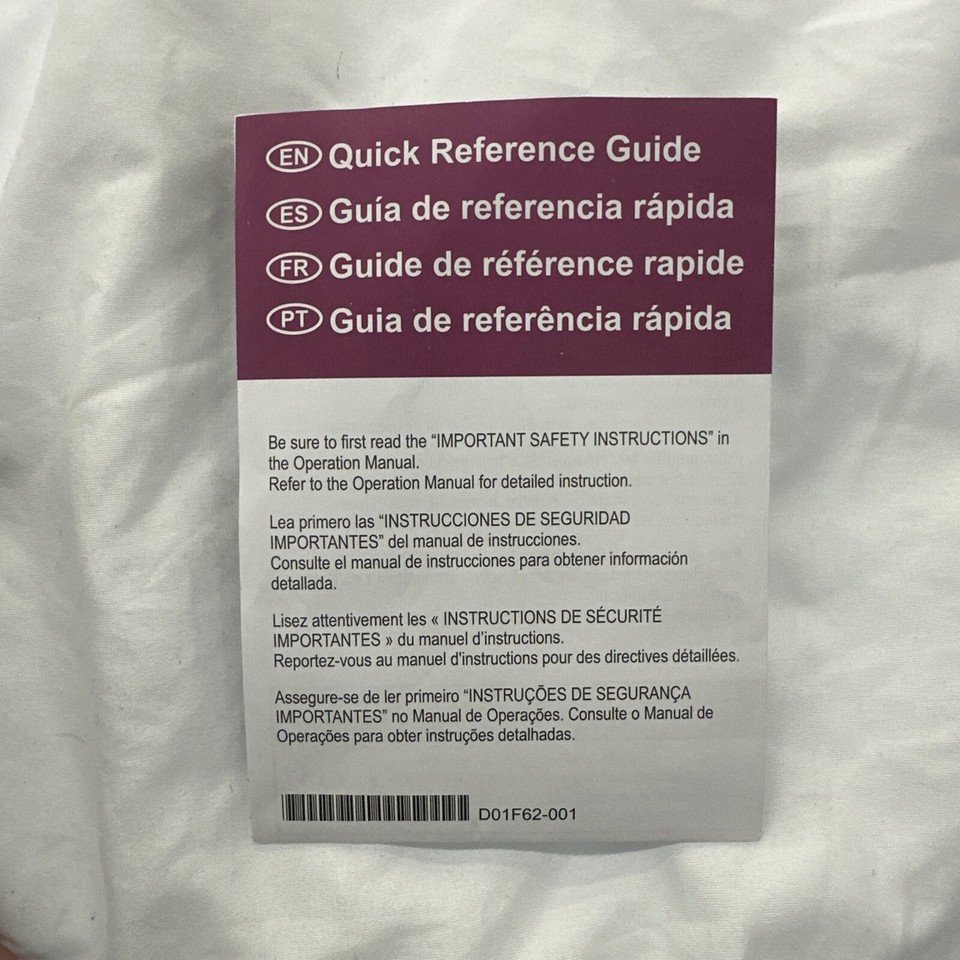 EN Quick Reference Guide
ES Guía de referencia rápida
FR Guide de référence rapide
PT Guia de referência rápida
Be sure to first read the “IMPORTANT SAFETY INSTRUCTIONS” in
the Operation Manual.
Refer to the Operation Manual for detailed instruction.
Lea primero las “INSTRUCCIONES DE SEGURIDAD
IMPORTANTES” del manual de instrucciones.
Consulte el manual de instrucciones para obtener información
detallada.
Lisez attentivement les « INSTRUCTIONS DE SÉCURITÉ
IMPORTANTES » du manuel d’instructions.
Reportez-vous au manuel d'instructions pour des directives détaillées.
Assegure-se de ler primeiro “INSTRUÇÕES DE SEGURANÇA
IMPORTANTES” no Manual de Operações. Consulte o Manual de
Operações para obter instruções detalhadas.
D01F62-001